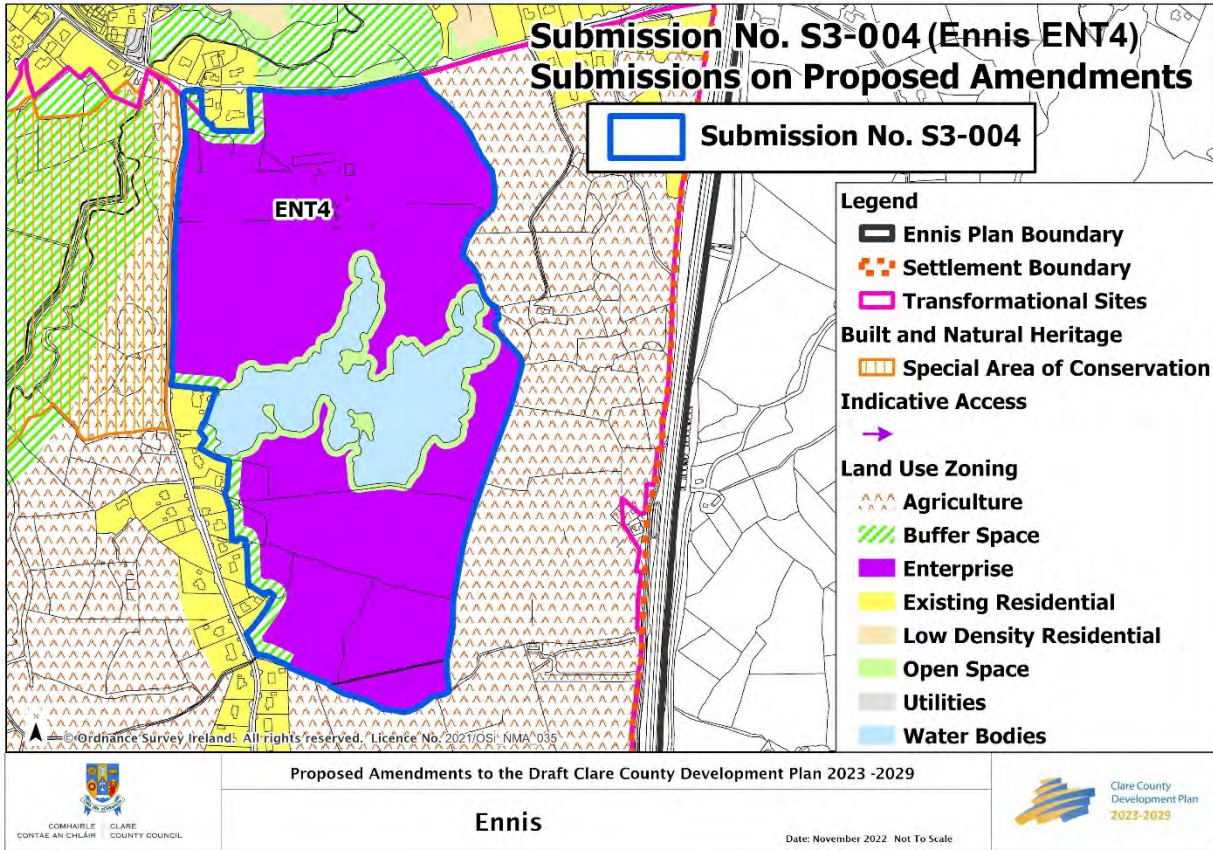 Submission No. S3-004 (Ennis ENT4)
Submissions on Proposed Amendments
Submission No. S3-004
ENT4
Legend
Ennis Plan Boundary
Settlement Boundary
Transformational Sites
Built and Natural Heritage
Special Area of Conservation
Indicative Access
Land Use Zoning
Agriculture
Buffer Space
Enterprise
Existing Residential
Low Density Residential
Open Space
Utilities
Water Bodies
N
© Ordnance Survey Ireland. All rights reserved. Licence No. 2021/OSi_NMA_035
Proposed Amendments to the Draft Clare County Development Plan 2023 -2029
Ennis
Date: November 2022 Not To Scale
COMHAIRLE CONTAE AN CHLÁIR
CLARE COUNTY COUNCIL
Clare County
Development Plan
2023-2029